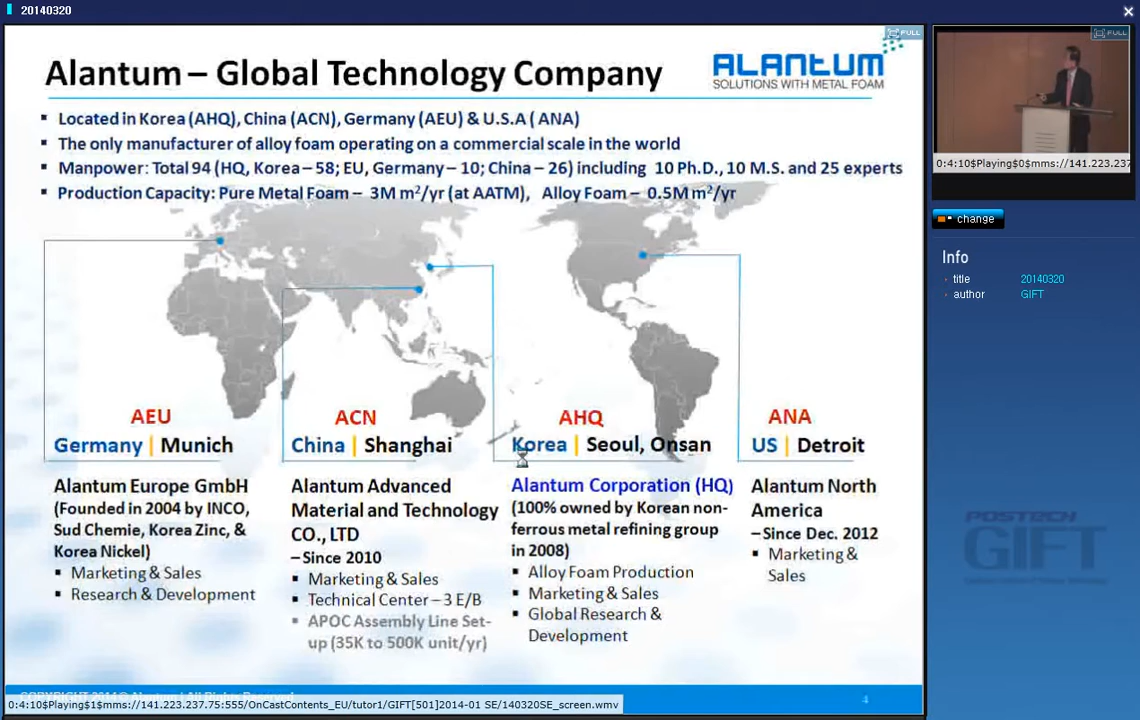 20140320
FULL
Alantum – Global Technology Company
ALANTUM
SOLUTIONS WITH METAL FOAM
▪ Located in Korea (AHQ), China (ACN), Germany (AEU) & U.S.A ( ANA)
▪ The only manufacturer of alloy foam operating on a commercial scale in the world
▪ Manpower: Total 94 (HQ, Korea – 58; EU, Germany – 10; China – 26) including 10 Ph.D., 10 M.S. and 25 experts
▪ Production Capacity: Pure Metal Foam – 3M m²/yr (at AATM), Alloy Foam – 0.5M m²/yr
AEU
Germany | Munich
Alantum Europe GmbH
(Founded in 2004 by INCO,
Sud Chemie, Korea Zinc, &
Korea Nickel)
▪ Marketing & Sales
▪ Research & Development
ACN
China | Shanghai
Alantum Advanced
Material and Technology
CO., LTD
– Since 2010
▪ Marketing & Sales
▪ Technical Center – 3 E/B
▪ APOC Assembly Line Set-
up (35K to 500K unit/yr)
AHQ
Korea | Seoul, Onsan
Alantum Corporation (HQ)
(100% owned by Korean non-
ferrous metal refining group
in 2008)
▪ Alloy Foam Production
▪ Marketing & Sales
▪ Global Research &
Development
ANA
US | Detroit
Alantum North
America
– Since Dec. 2012
▪ Marketing &
Sales
COPYRIGHT 2014 © Alantum | All Rights Reserved
4
0:4:10$Playing$1$mms://141.223.237.75:555/OnCastContents_EU/tutor1/GIFT[501]2014-01 SE/140320SE_screen.wmv
FULL
0:4:10$Playing$0$mms://141.223.237
change
Info
title 20140320
author GIFT
POSTECH
GIFT